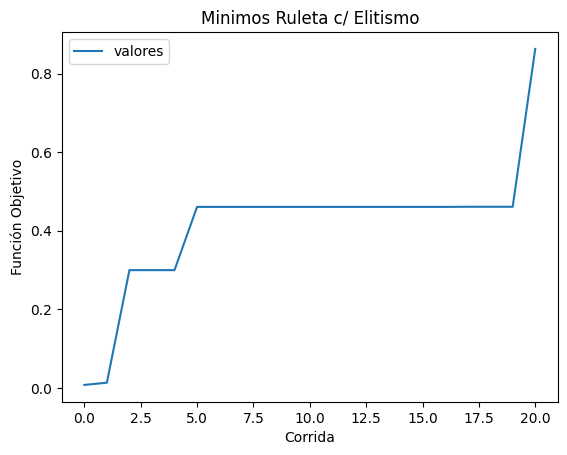 Minimos Ruleta c/ Elitismo
valores
Función Objetivo
0.8
0.6
0.4
0.2
0.0
0.0 2.5 5.0 7.5 10.0 12.5 15.0 17.5 20.0
Corrida